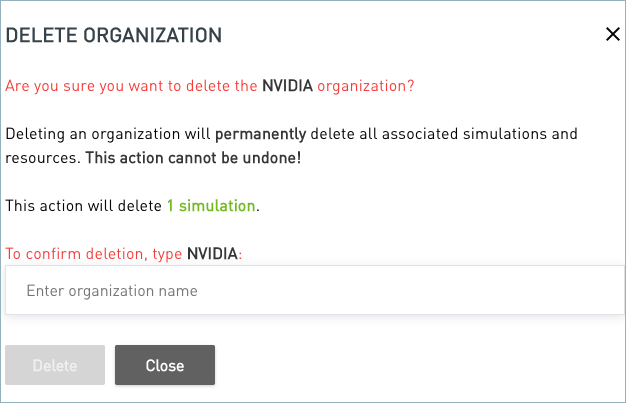 DELETE ORGANIZATION
Are you sure you want to delete the NVIDIA organization?
Deleting an organization will permanently delete all associated simulations and
resources. This action cannot be undone!
This action will delete 1 simulation.
To confirm deletion, type NVIDIA:
Enter organization name
Delete Close